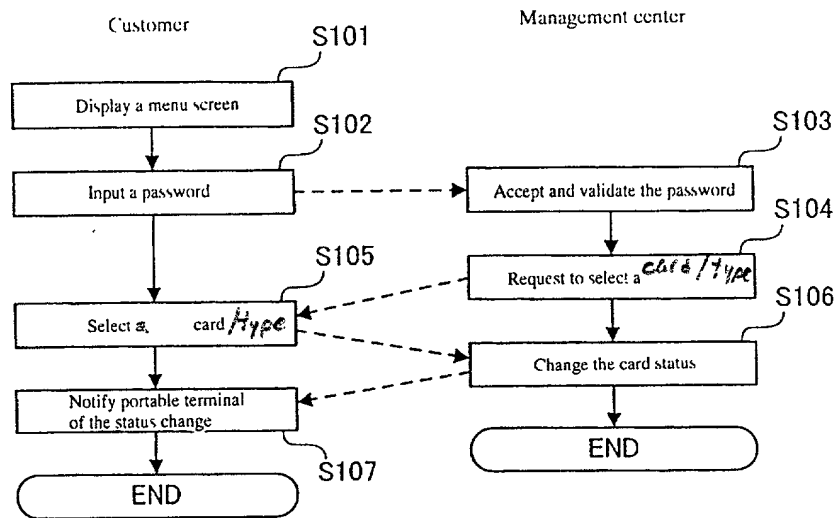 Customer
Management center
S101
Display a menu screen
S102
Input a password
S103
Accept and validate the password
S104
Request to select a card/type
S105
Select a card/type
S106
Change the card status
Notify portable terminal
of the status change
S107
END
END